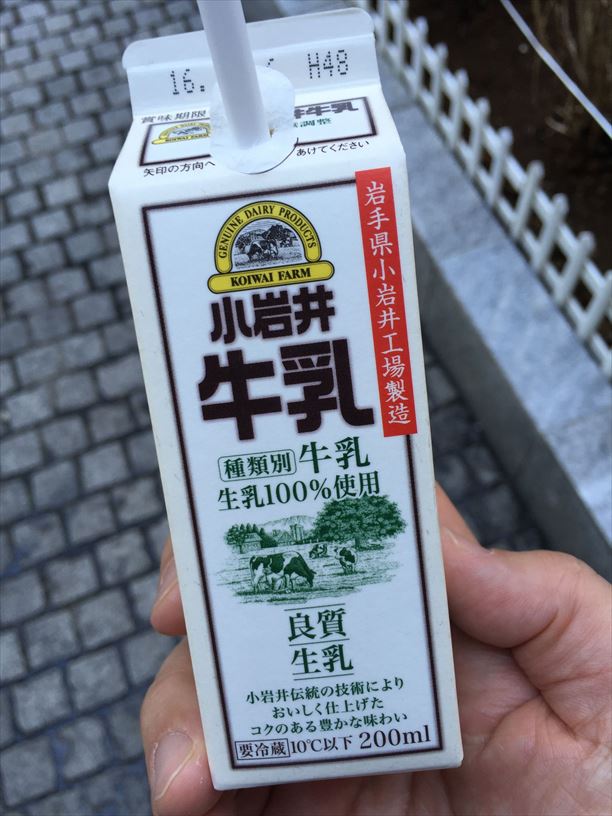 16. H48
賞味期限
KOIWAI FARM
牛乳
調整
矢印の方向へ あけてください
GENUINE DAIRY PRODUCTS
KOIWAI FARM
岩手県小岩井工場製造
小岩井
牛乳
種類別 牛乳
生乳100%使用
良質
生乳
小岩井伝統の技術により
おいしく仕上げた
コクのある豊かな味わい
要冷蔵 10℃以下 200ml